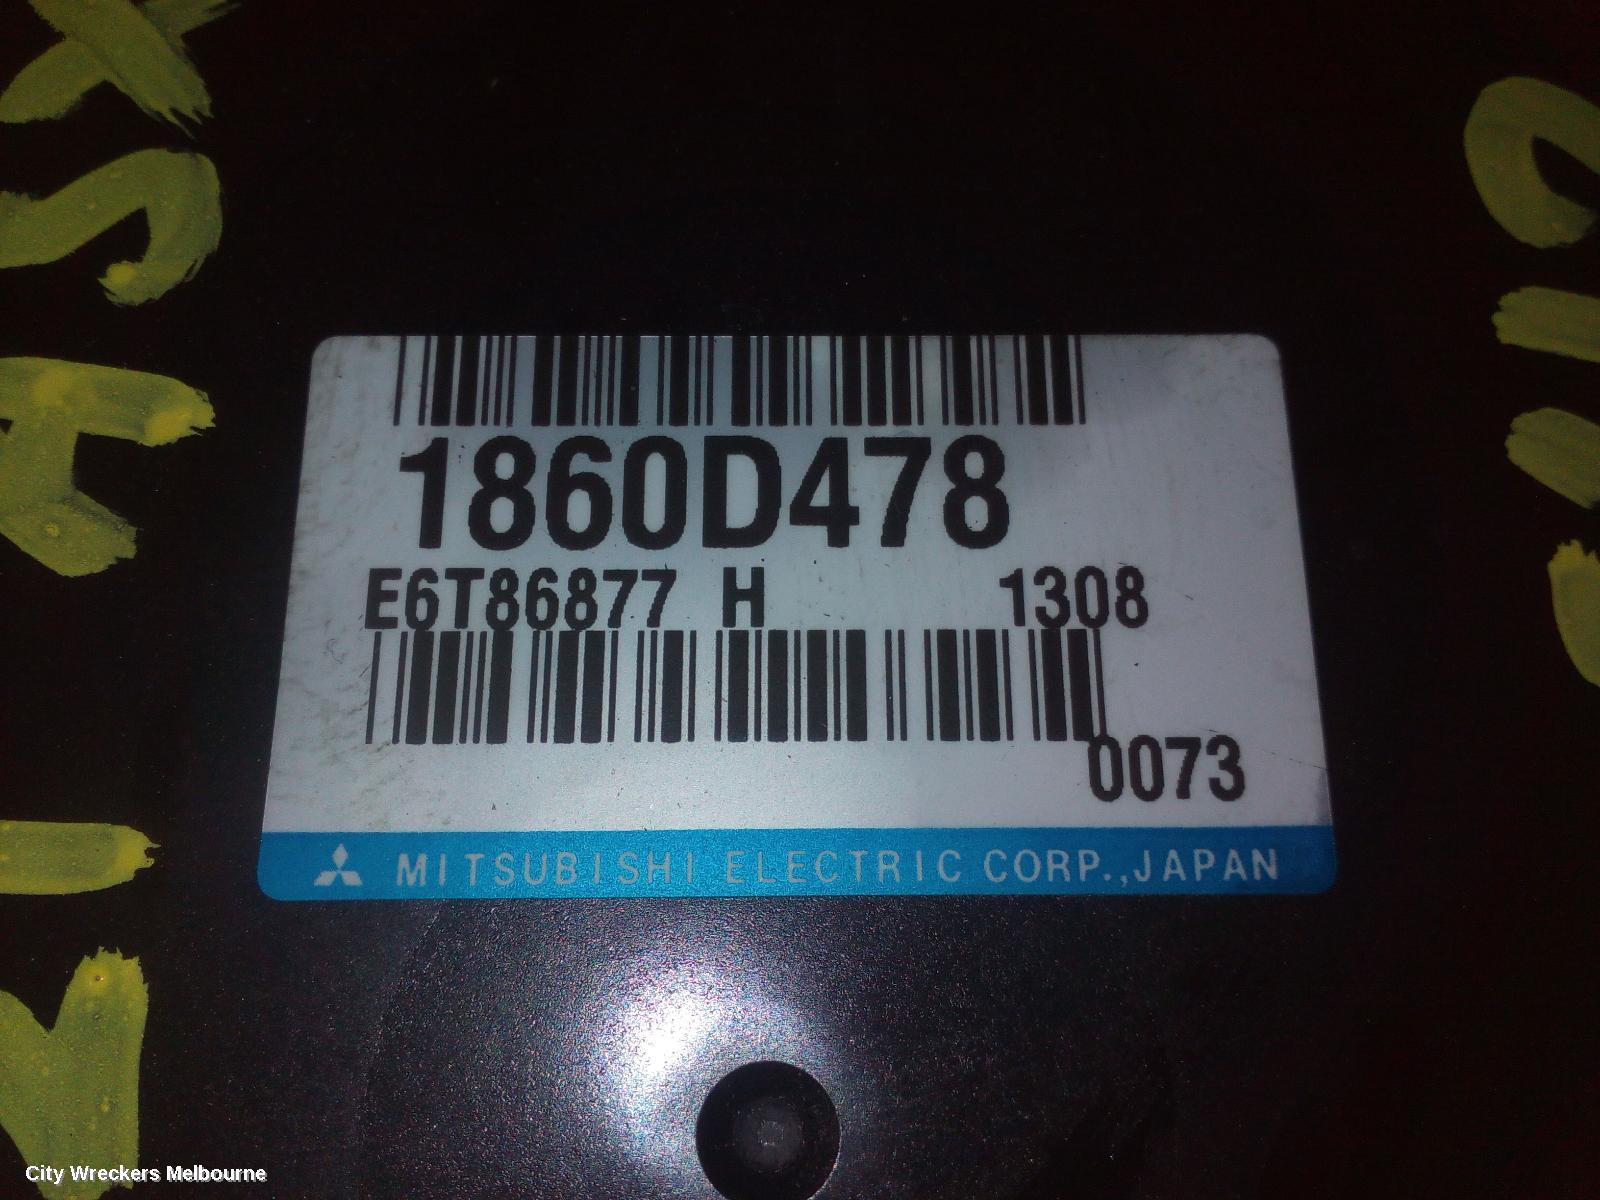 1860D478
E6T86877 H 1308
0073
MITSUBISHI ELECTRIC CORP.,JAPAN
City Wreckers Melbourne